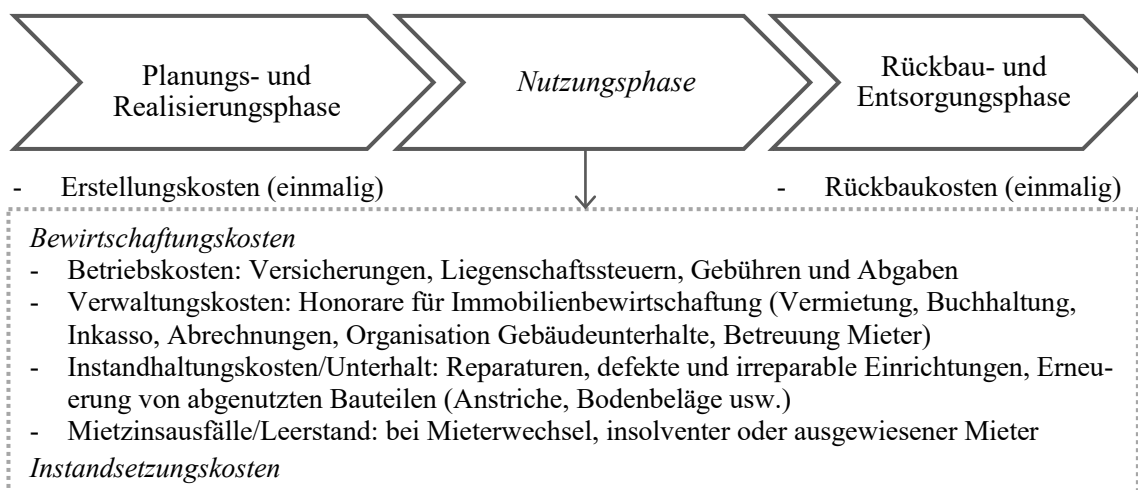 Planungs- und
Realisierungsphase
Nutzungsphase
Rückbau- und
Entsorgungsphase
- Erstellungskosten (einmalig)
- Rückbaukosten (einmalig)
Bewirtschaftungskosten
- Betriebskosten: Versicherungen, Liegenschaftssteuern, Gebühren und Abgaben
- Verwaltungskosten: Honorare für Immobilienbewirtschaftung (Vermietung, Buchhaltung,
Inkasso, Abrechnungen, Organisation Gebäudeunterhalte, Betreuung Mieter)
- Instandhaltungskosten/Unterhalt: Reparaturen, defekte und irreparable Einrichtungen, Erneu-
erung von abgenutzten Bauteilen (Anstriche, Bodenbeläge usw.)
- Mietzinsausfälle/Leerstand: bei Mieterwechsel, insolventer oder ausgewiesener Mieter
Instandsetzungskosten